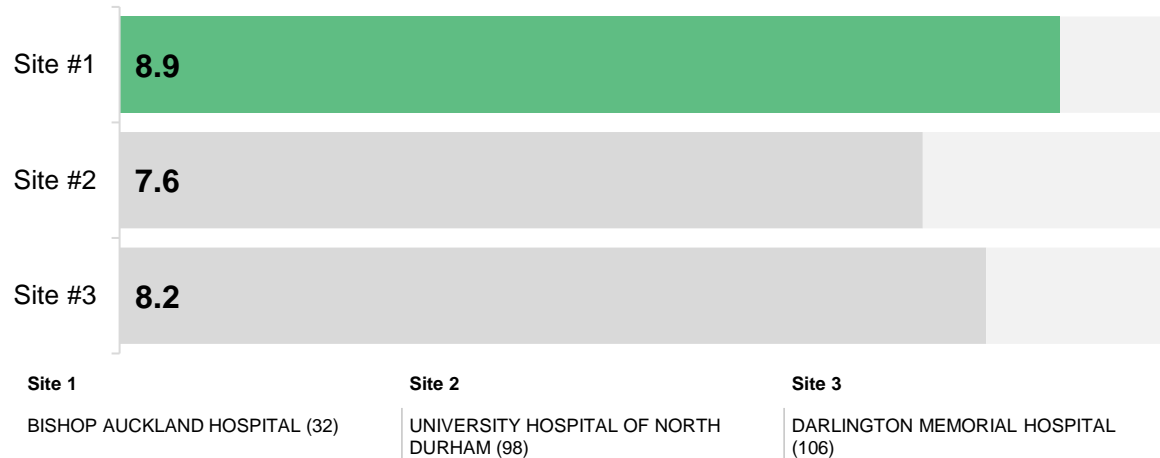 Site #1
8.9
Site #2
7.6
Site #3
8.2
Site 1
BISHOP AUCKLAND HOSPITAL (32)
Site 2
UNIVERSITY HOSPITAL OF NORTH
DURHAM (98)
Site 3
DARLINGTON MEMORIAL HOSPITAL
(106)